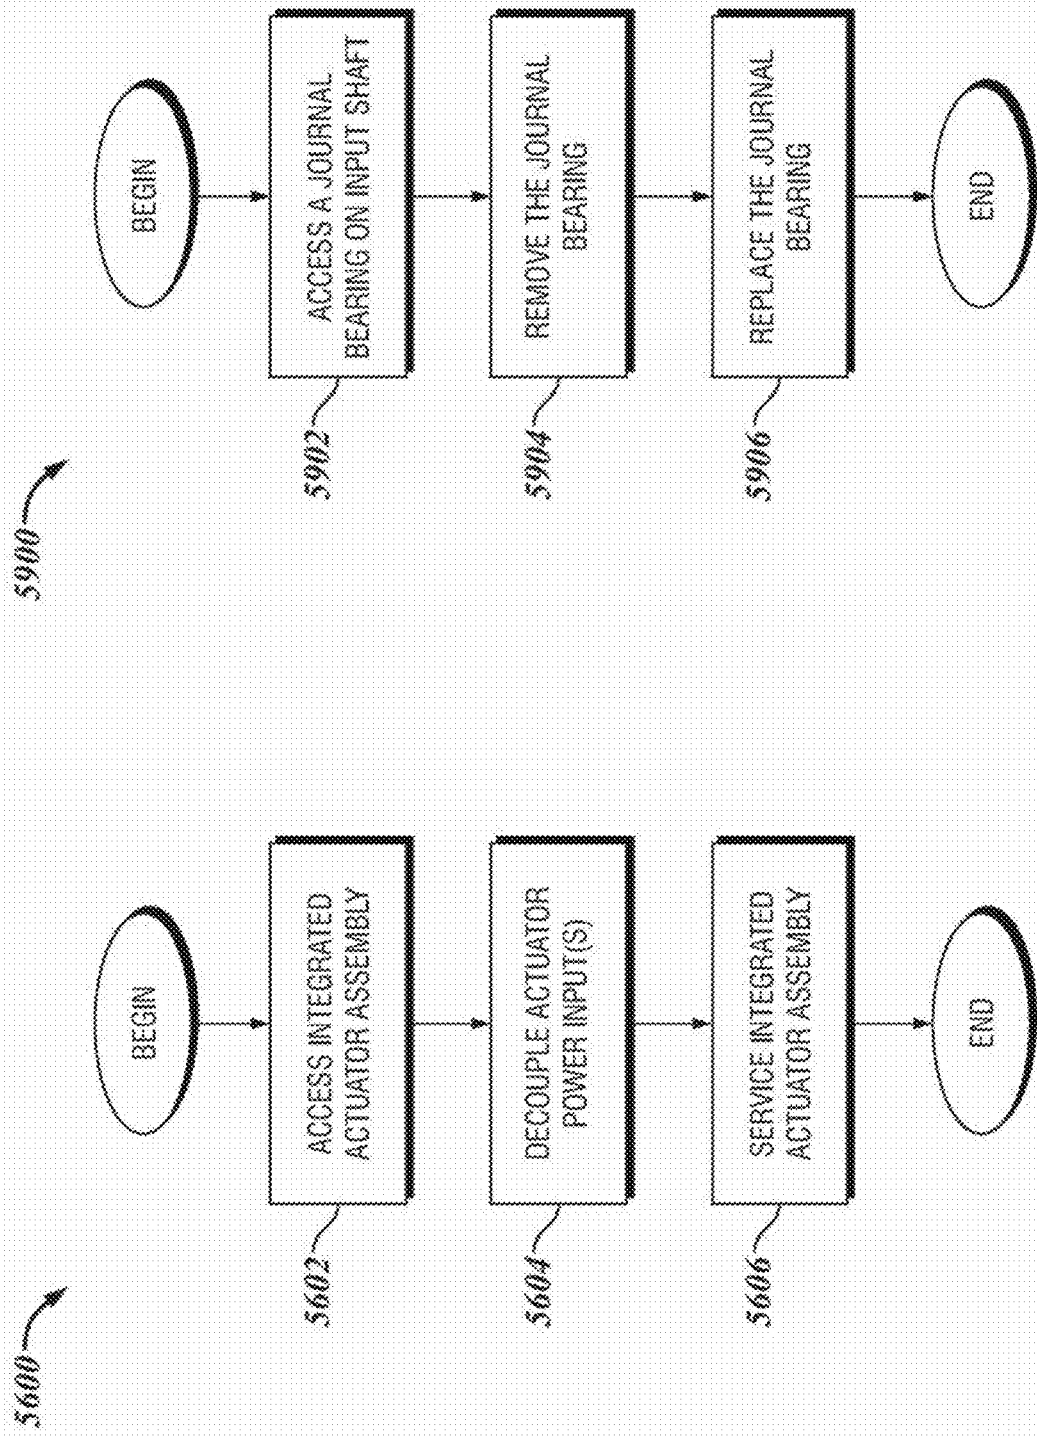 5600
BEGIN
5602
ACCESS INTEGRATED
ACTUATOR ASSEMBLY
5604
DECOUPLE ACTUATOR
POWER INPUT(S)
5606
SERVICE INTEGRATED
ACTUATOR ASSEMBLY
END
5900
BEGIN
5902
ACCESS A JOURNAL
BEARING ON INPUT SHAFT
5904
REMOVE THE JOURNAL
BEARING
5906
REPLACE THE JOURNAL
BEARING
END